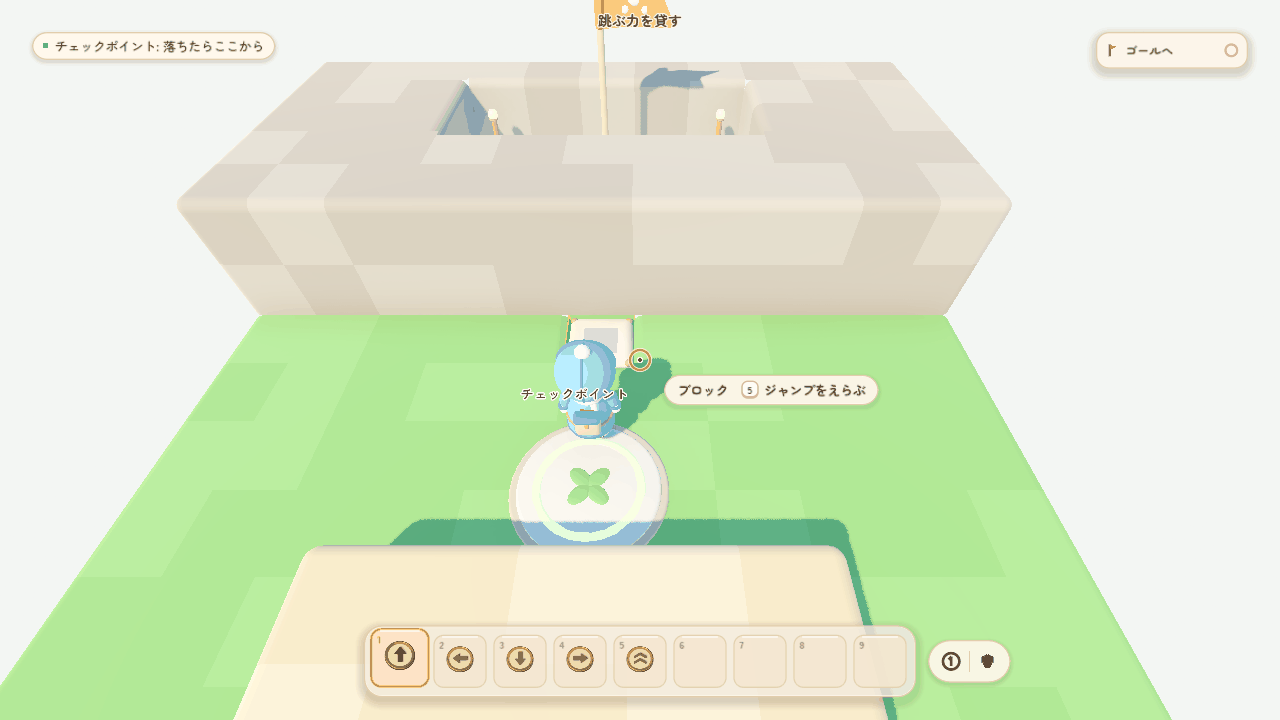 跳ぶ力を貸す
チェックポイント: 落ちたらここから
ゴールへ
チェックポイント
ブロック 5 ジャンプをえらぶ
1 2 3 4 5 6 7 8 9
1